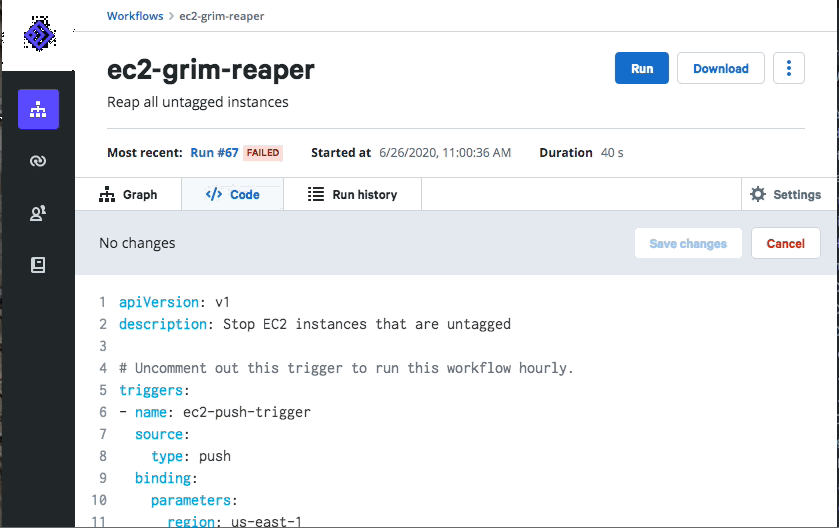 Workflows > ec2-grim-reaper
ec2-grim-reaper
Run
Download
Reap all untagged instances
Most recent: Run #67 FAILED Started at 6/26/2020, 11:00:36 AM Duration 40 s
Graph
</> Code
Run history
Settings
No changes
Save changes
Cancel
1 apiVersion: v1
2 description: Stop EC2 instances that are untagged
3
4 # Uncomment out this trigger to run this workflow hourly.
5 triggers:
6 - name: ec2-push-trigger
7 source:
8 type: push
9 binding:
10 parameters:
11 region: us-east-1